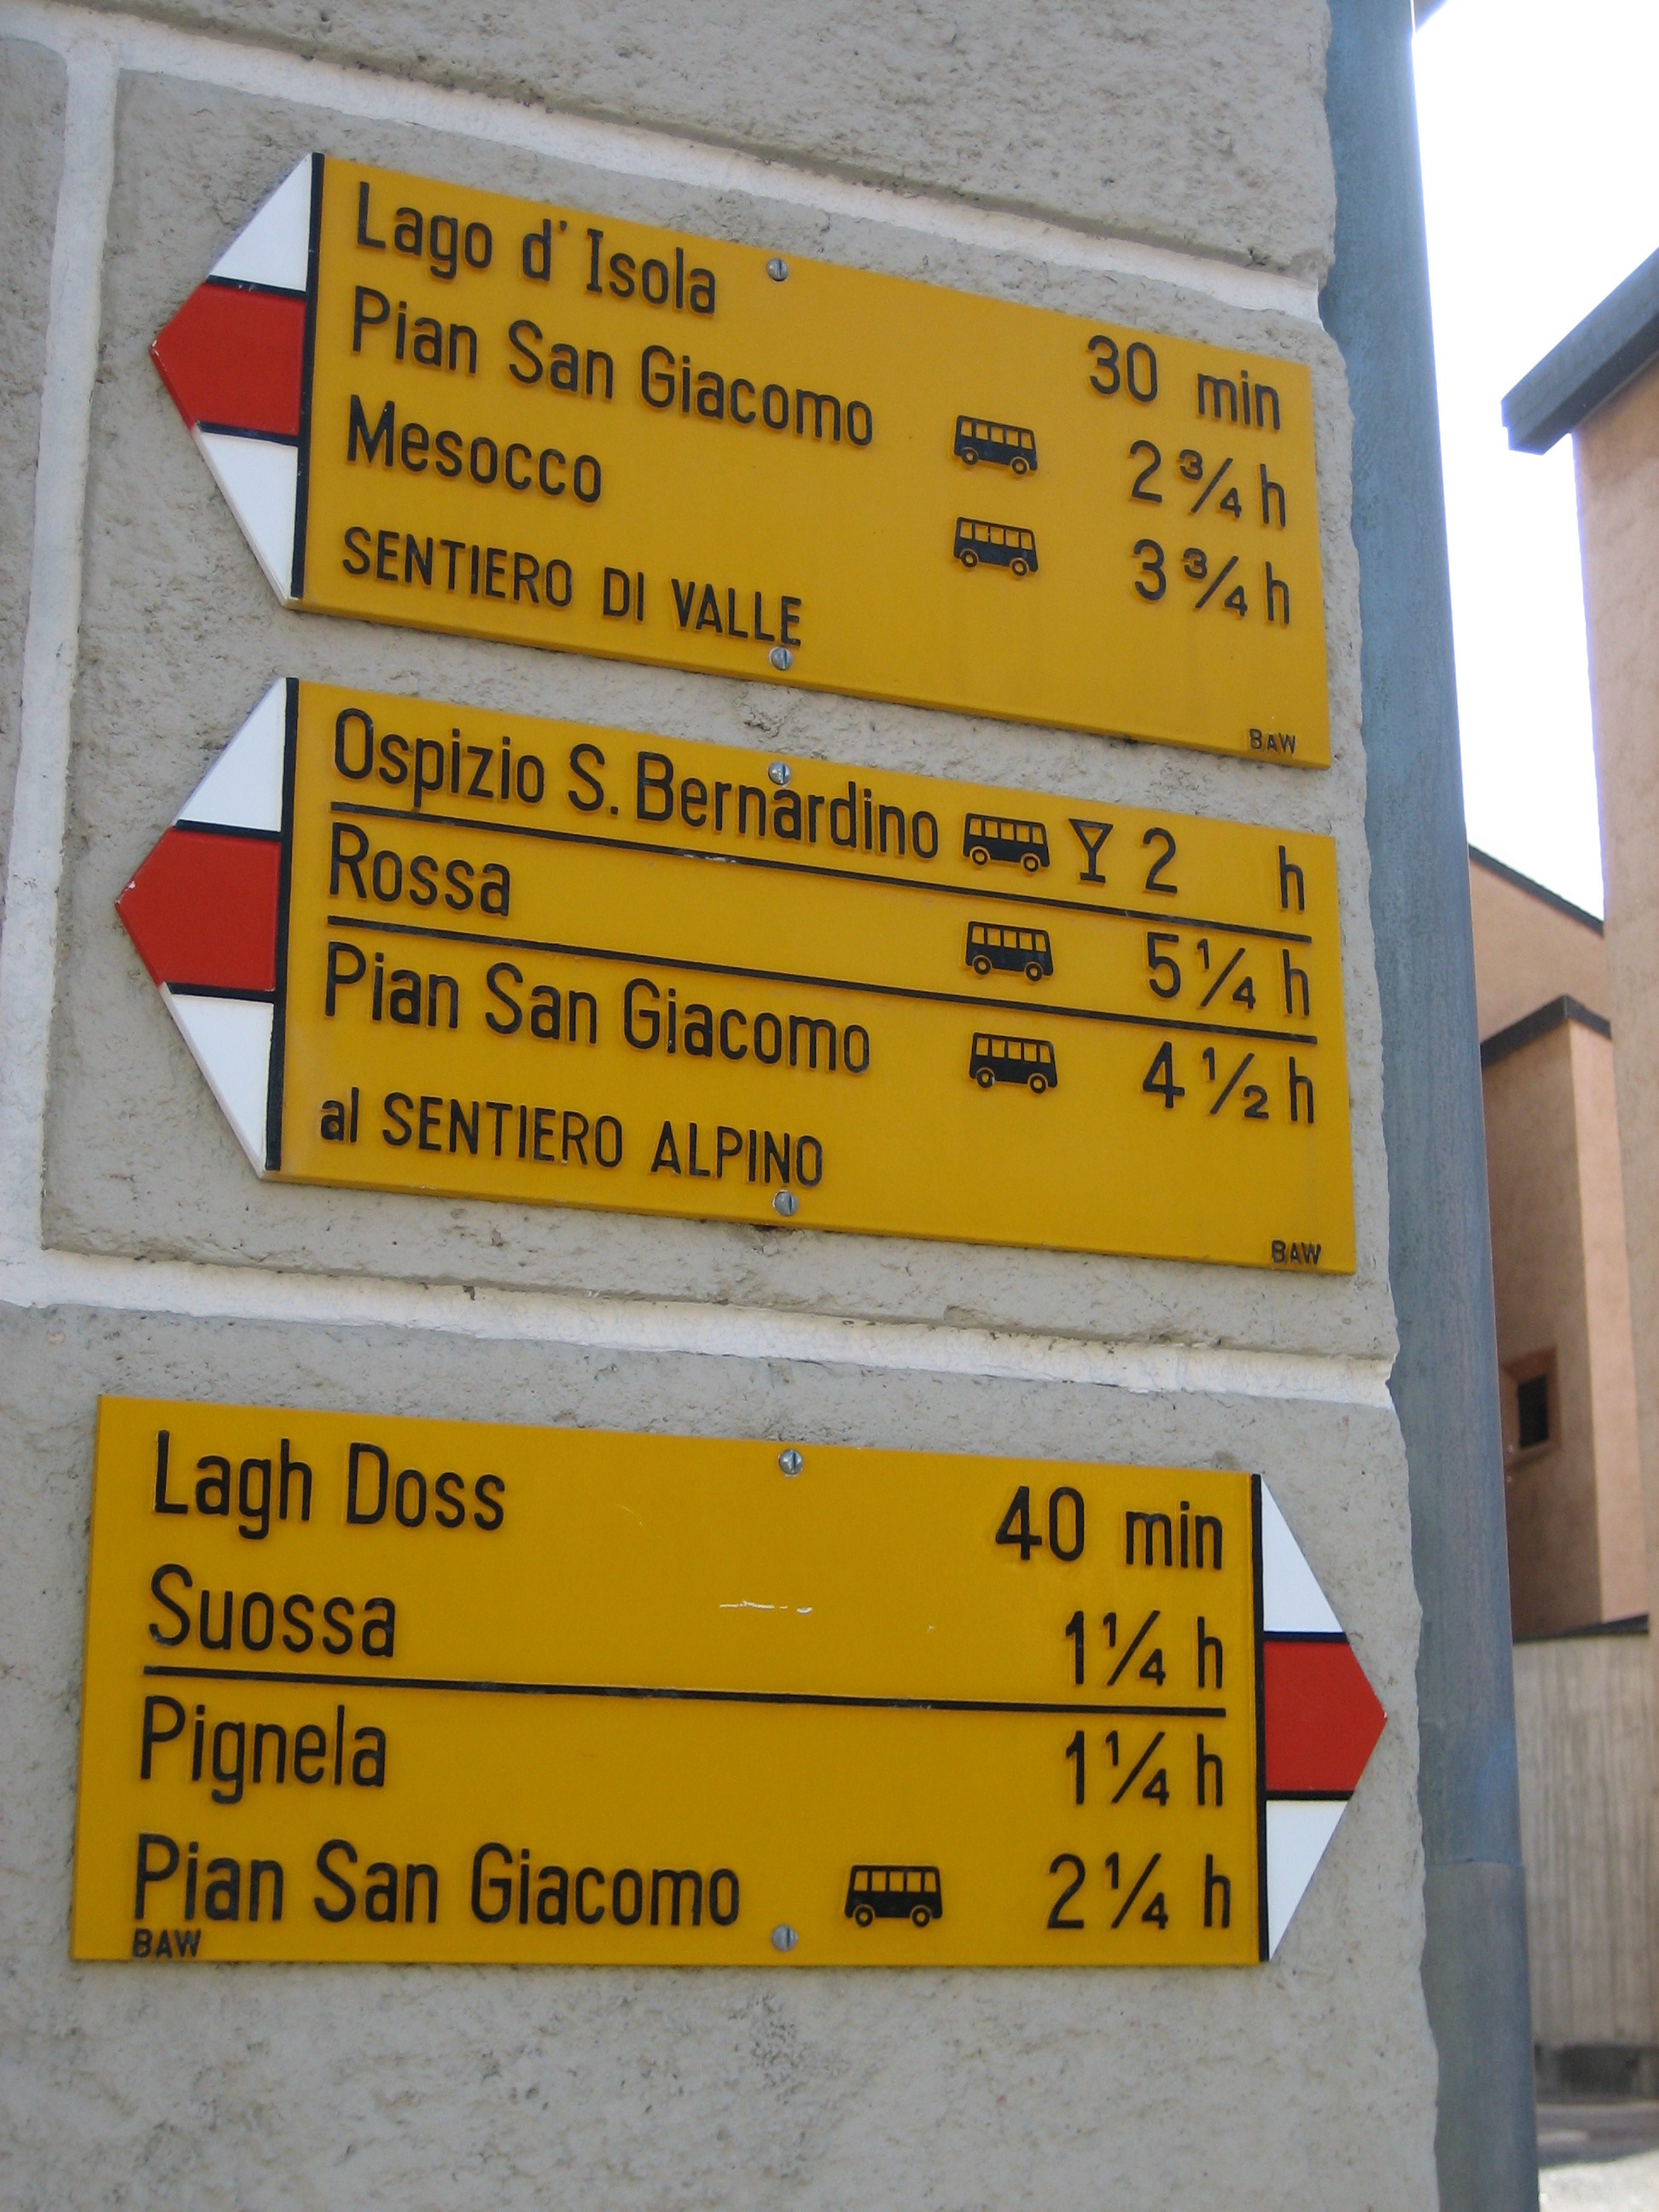 Lago d'Isola 30 min
Pian San Giacomo 2¾ h
Mesocco 3¾ h
SENTIERO DI VALLE
BAW
Ospizio S. Bernardino 2 h
Rossa 5¼ h
Pian San Giacomo 4½ h
al SENTIERO ALPINO
BAW
Lagh Doss 40 min
Suossa 1¼ h
Pignela 1¼ h
Pian San Giacomo 2¼ h
BAW